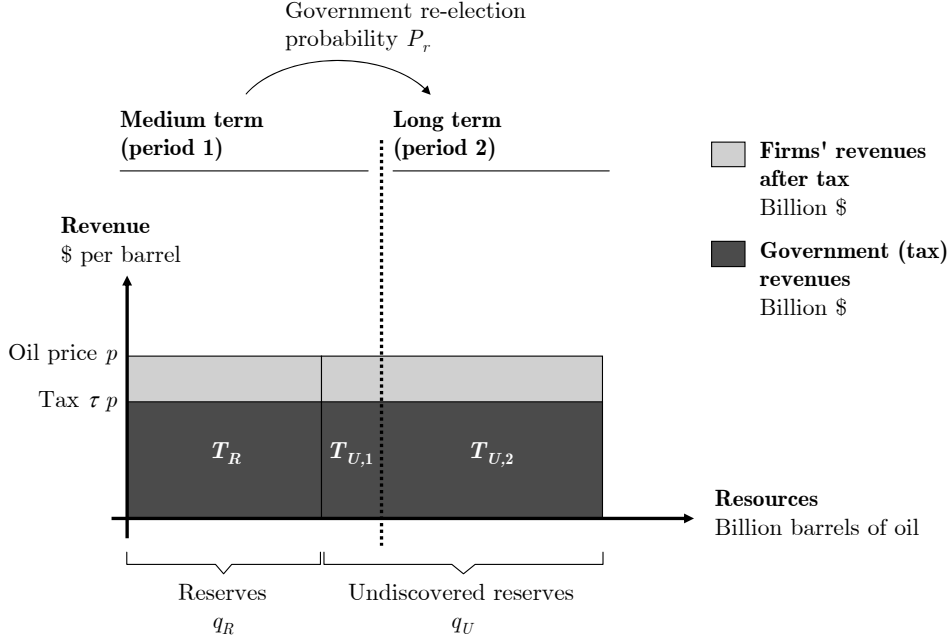 Government re-election
probability P_r
Medium term
(period 1)
Long term
(period 2)
Firms' revenues
after tax
Billion $
Government (tax)
revenues
Billion $
Revenue
$ per barrel
Oil price p
Tax τ p
T_R
T_{U,1}
T_{U,2}
Resources
Billion barrels of oil
Reserves
q_R
Undiscovered reserves
q_U